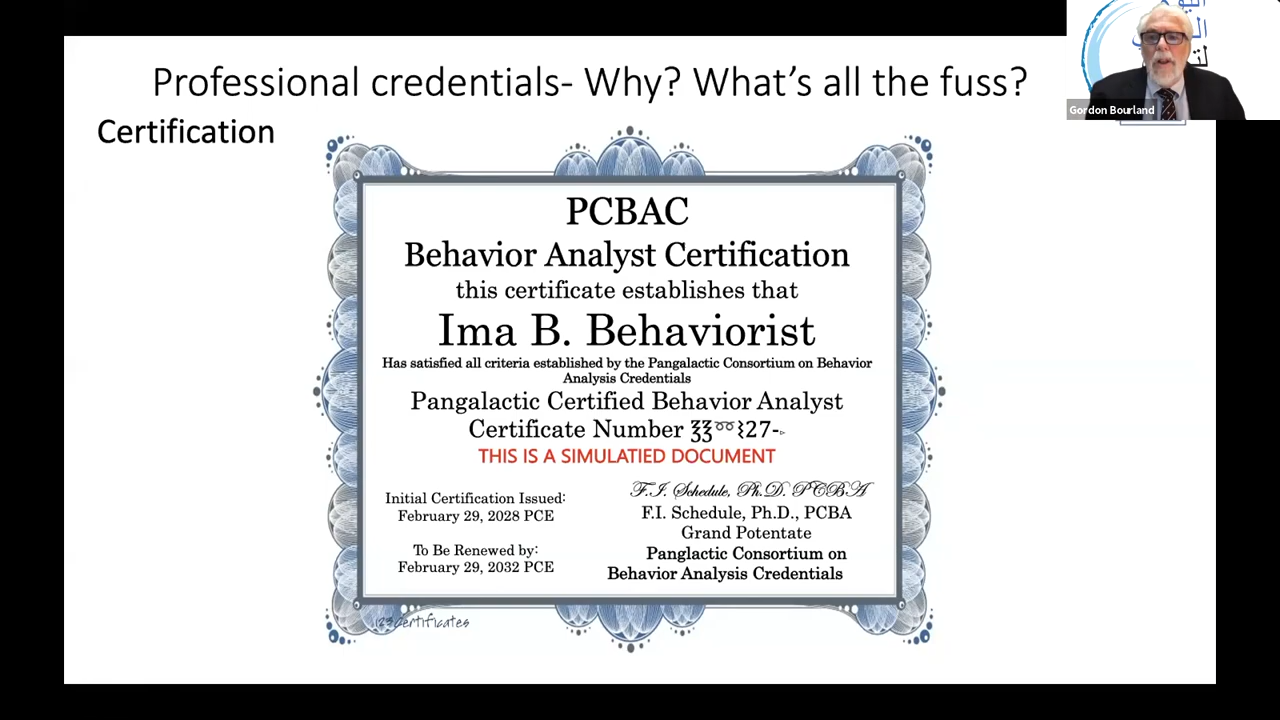 Professional credentials- Why? What's all the fuss?
Certification
PCBAC
Behavior Analyst Certification
this certificate establishes that
Ima B. Behaviorist
Has satisfied all criteria established by the Pangalactic Consortium on Behavior
Analysis Credentials
Pangalactic Certified Behavior Analyst
Certificate Number
THIS IS A SIMULATIED DOCUMENT
Initial Certification Issued:
February 29, 2028 PCE
To Be Renewed by:
February 29, 2032 PCE
F.I. Schedule, Ph.D. PCBA
F.I. Schedule, Ph.D., PCBA
Grand Potentate
Panglactic Consortium on
Behavior Analysis Credentials
123Certificates
Gordon Bourland